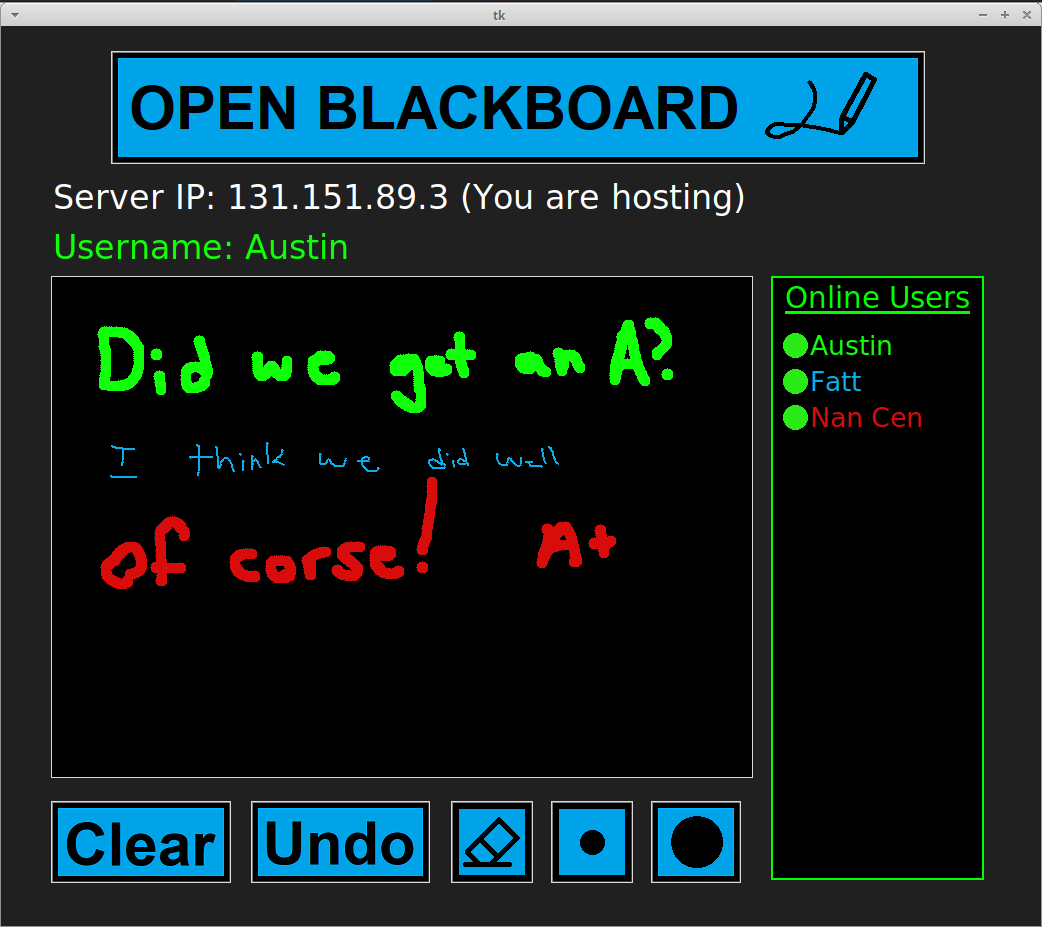 tk
OPEN BLACKBOARD
Server IP: 131.151.89.3 (You are hosting)
Username: Austin
Online Users
Austin
Fatt
Nan Cen
Did we get an A?
I think we did well
Of corse! A+
Clear Undo